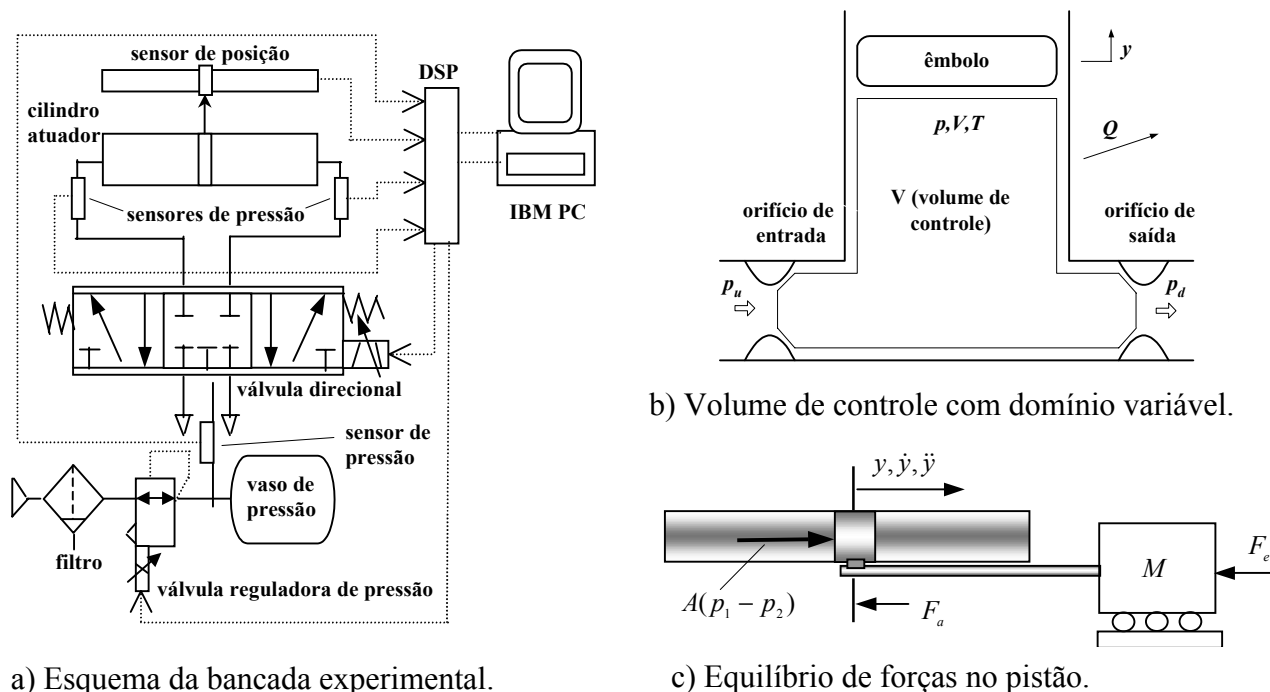 sensor de posição
DSP
cilindro
atuador
sensores de pressão
IBM PC
válvula direcional
sensor de
pressão
vaso de
pressão
filtro
válvula reguladora de pressão
a) Esquema da bancada experimental.
êmbolo
y
p,V,T
Q
V (volume de
controle)
orifício de
entrada
orifício de
saída
p_u
p_d
b) Volume de controle com domínio variável.
y, ẏ, ÿ
A(p₁ − p₂)
F_a
M
F_e
c) Equilíbrio de forças no pistão.